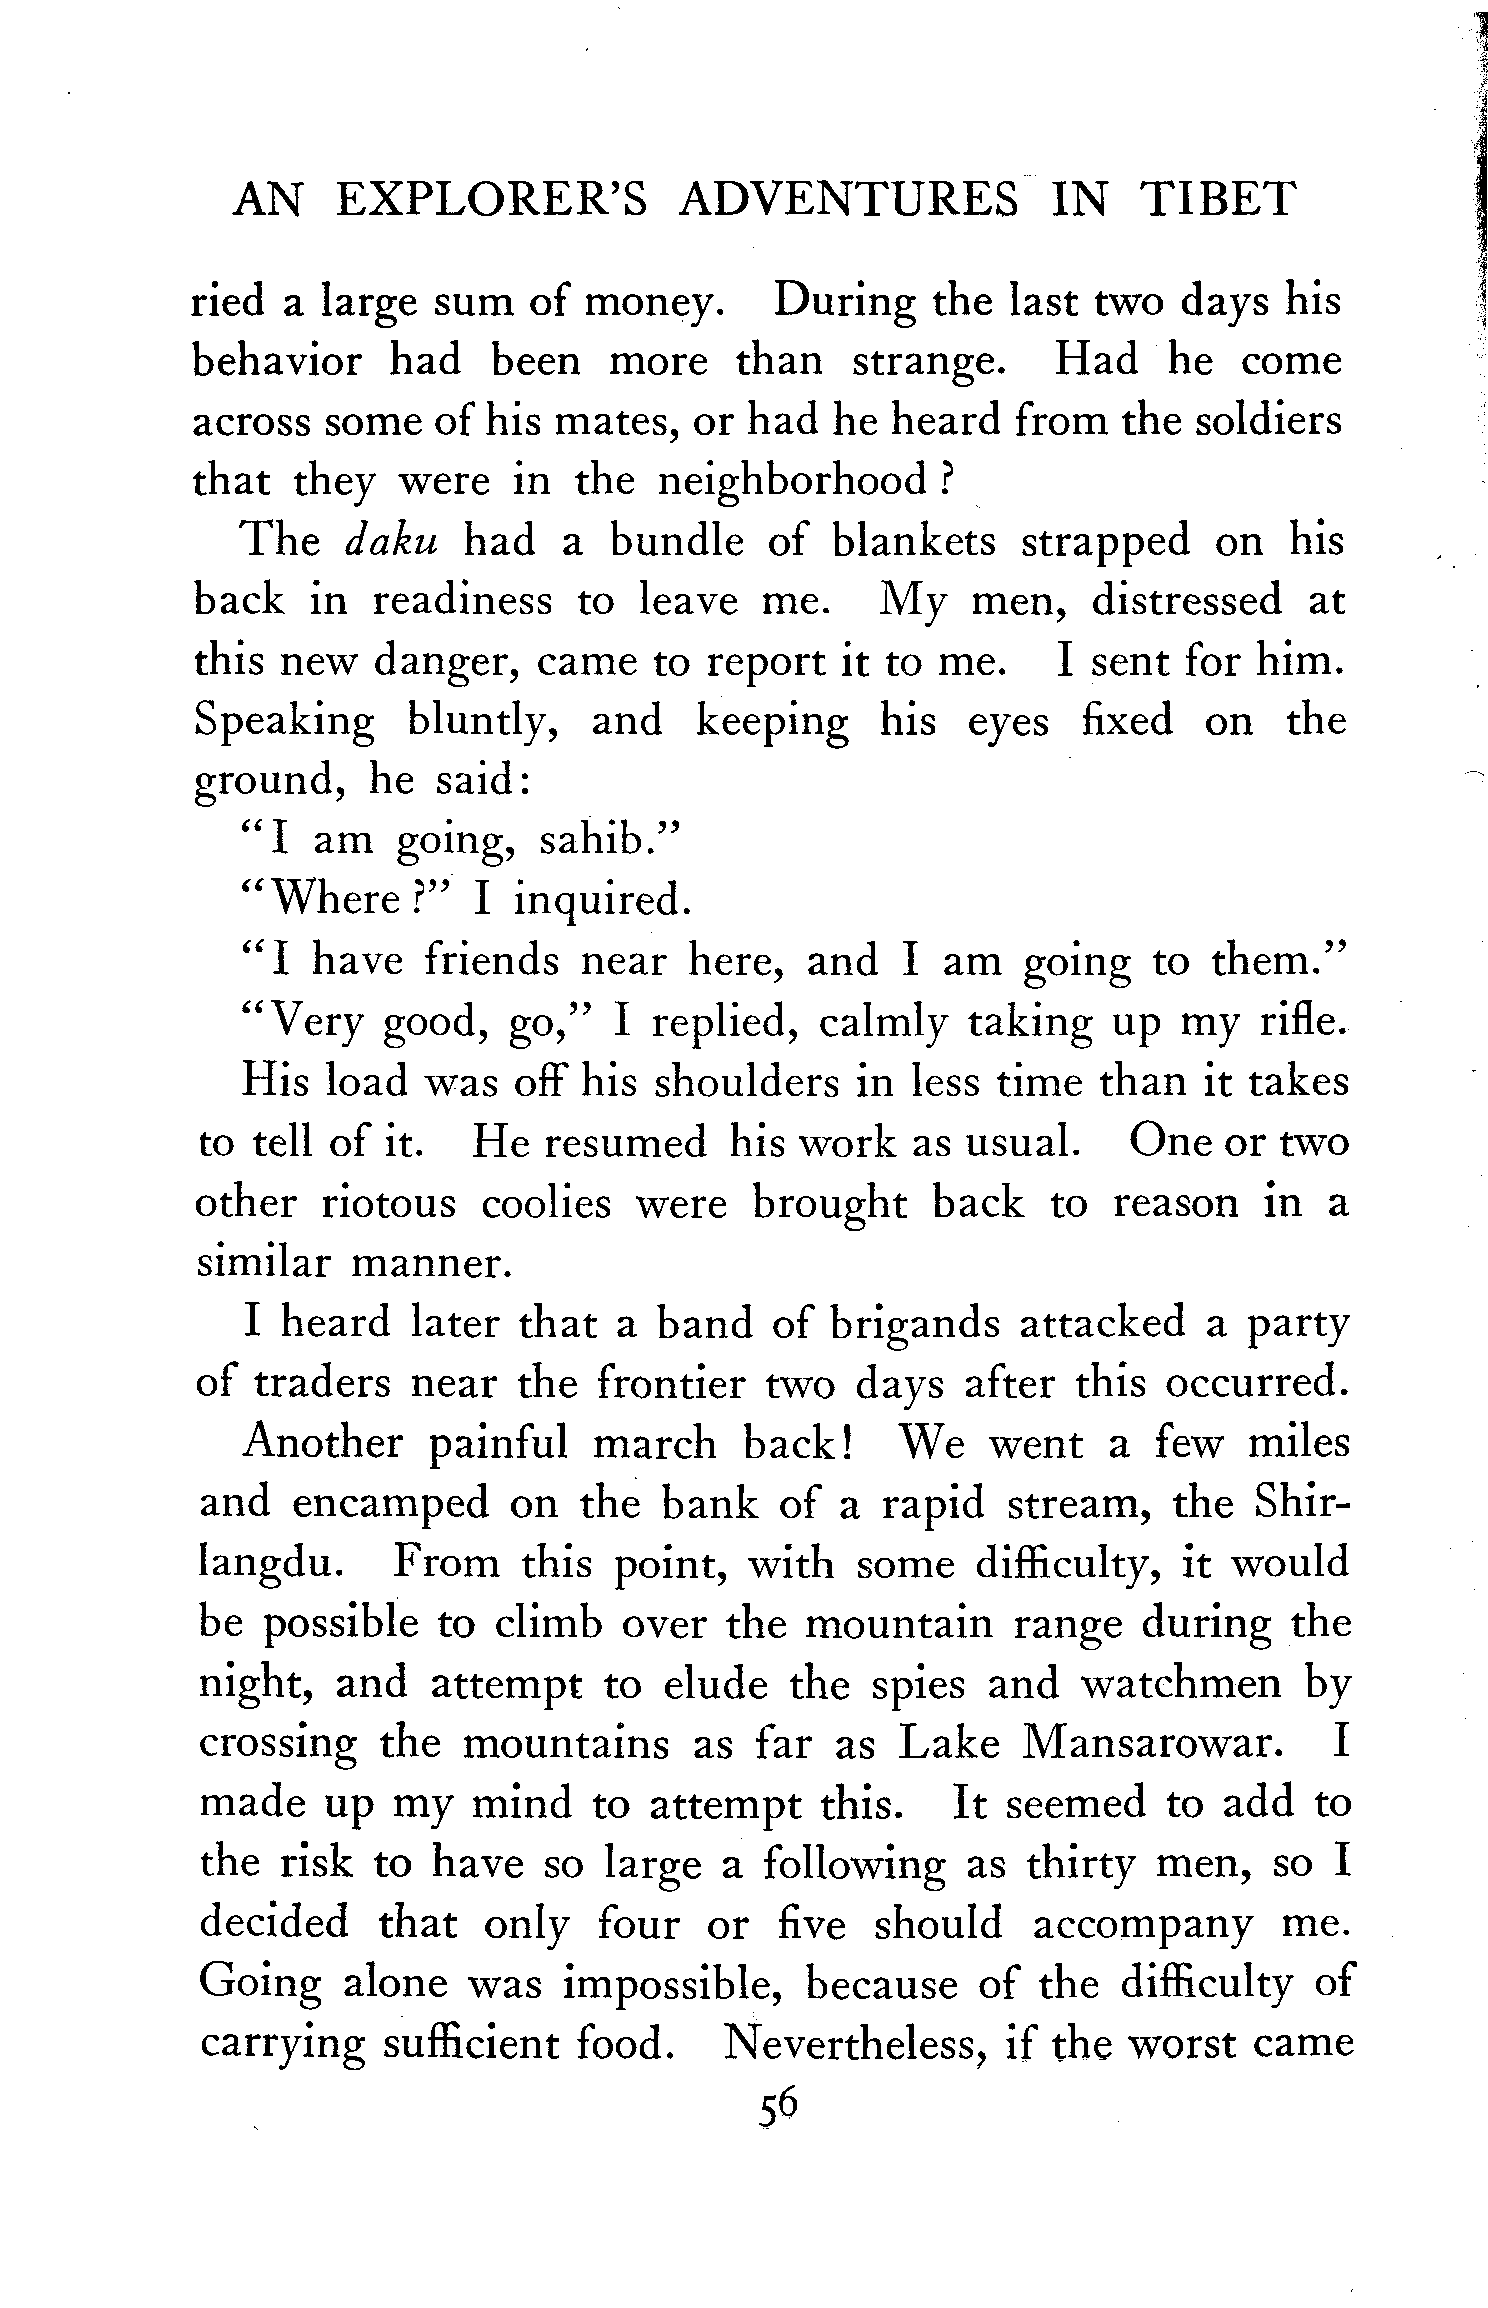 AN EXPLORER'S ADVENTURES IN TIBET
ried a large sum of money. During the last two days his
behavior had been more than strange. Had he come
across some of his mates, or had he heard from the soldiers
that they were in the neighborhood ?
The daku had a bundle of blankets strapped on his
back in readiness to leave me. My men, distressed at
this new danger, came to report it to me. I sent for him.
Speaking bluntly, and keeping his eyes fixed on the
ground, he said:
"I am going, sahib."
"Where ?" I inquired.
"I have friends near here, and I am going to them."
"Very good, go," I replied, calmly taking up my rifle.
His load was off his shoulders in less time than it takes
to tell of it. He resumed his work as usual. One or two
other riotous coolies were brought back to reason in a
similar manner.
I heard later that a band of brigands attacked a party
of traders near the frontier two days after this occurred.
Another painful march back! We went a few miles
and encamped on the bank of a rapid stream, the Shir-
langdu. From this point, with some difficulty, it would
be possible to climb over the mountain range during the
night, and attempt to elude the spies and watchmen by
crossing the mountains as far as Lake Mansarowar. I
made up my mind to attempt this. It seemed to add to
the risk to have so large a following as thirty men, so I
decided that only four or five should accompany me.
Going alone was impossible, because of the difficulty of
carrying sufficient food. Nevertheless, if the worst came
56